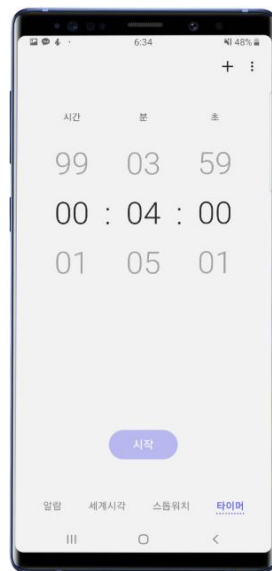 6:34 48%
+
시간 분 초
99 03 59
00 : 04 : 00
01 05 01
시작
알람 세계시각 스톱워치 타이머